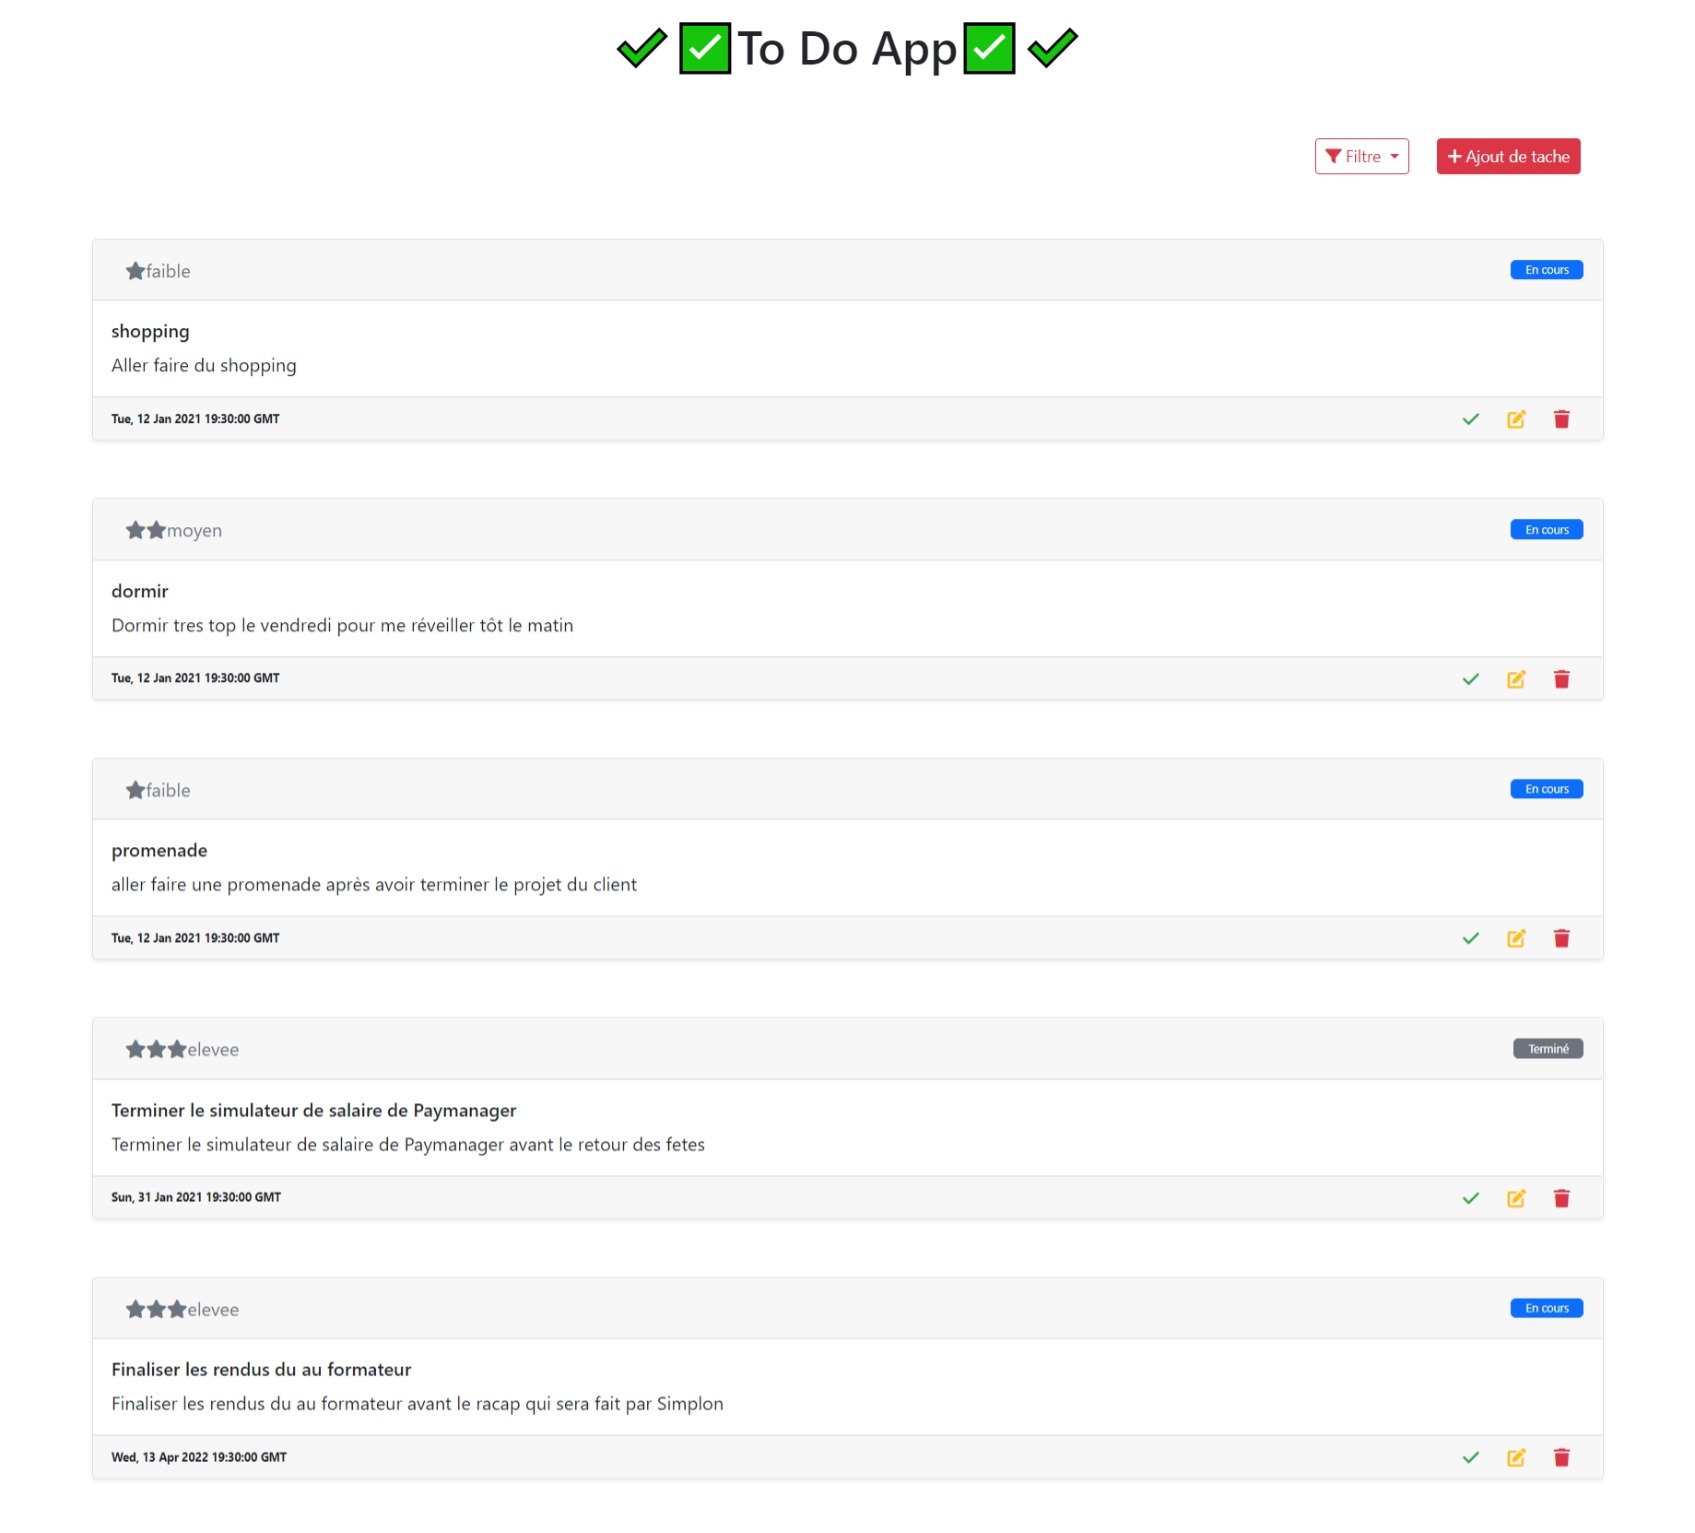 To Do App
Filtre
Ajout de tache
faible
En cours
shopping
Aller faire du shopping
Tue, 12 Jan 2021 19:30:00 GMT
moyen
En cours
dormir
Dormir tres top le vendredi pour me réveiller tôt le matin
Tue, 12 Jan 2021 19:30:00 GMT
faible
En cours
promenade
aller faire une promenade après avoir terminer le projet du client
Tue, 12 Jan 2021 19:30:00 GMT
elevee
Terminé
Terminer le simulateur de salaire de Paymanager
Terminer le simulateur de salaire de Paymanager avant le retour des fetes
Sun, 31 Jan 2021 19:30:00 GMT
elevee
En cours
Finaliser les rendus du au formateur
Finaliser les rendus du au formateur avant le racap qui sera fait par Simplon
Wed, 13 Apr 2022 19:30:00 GMT